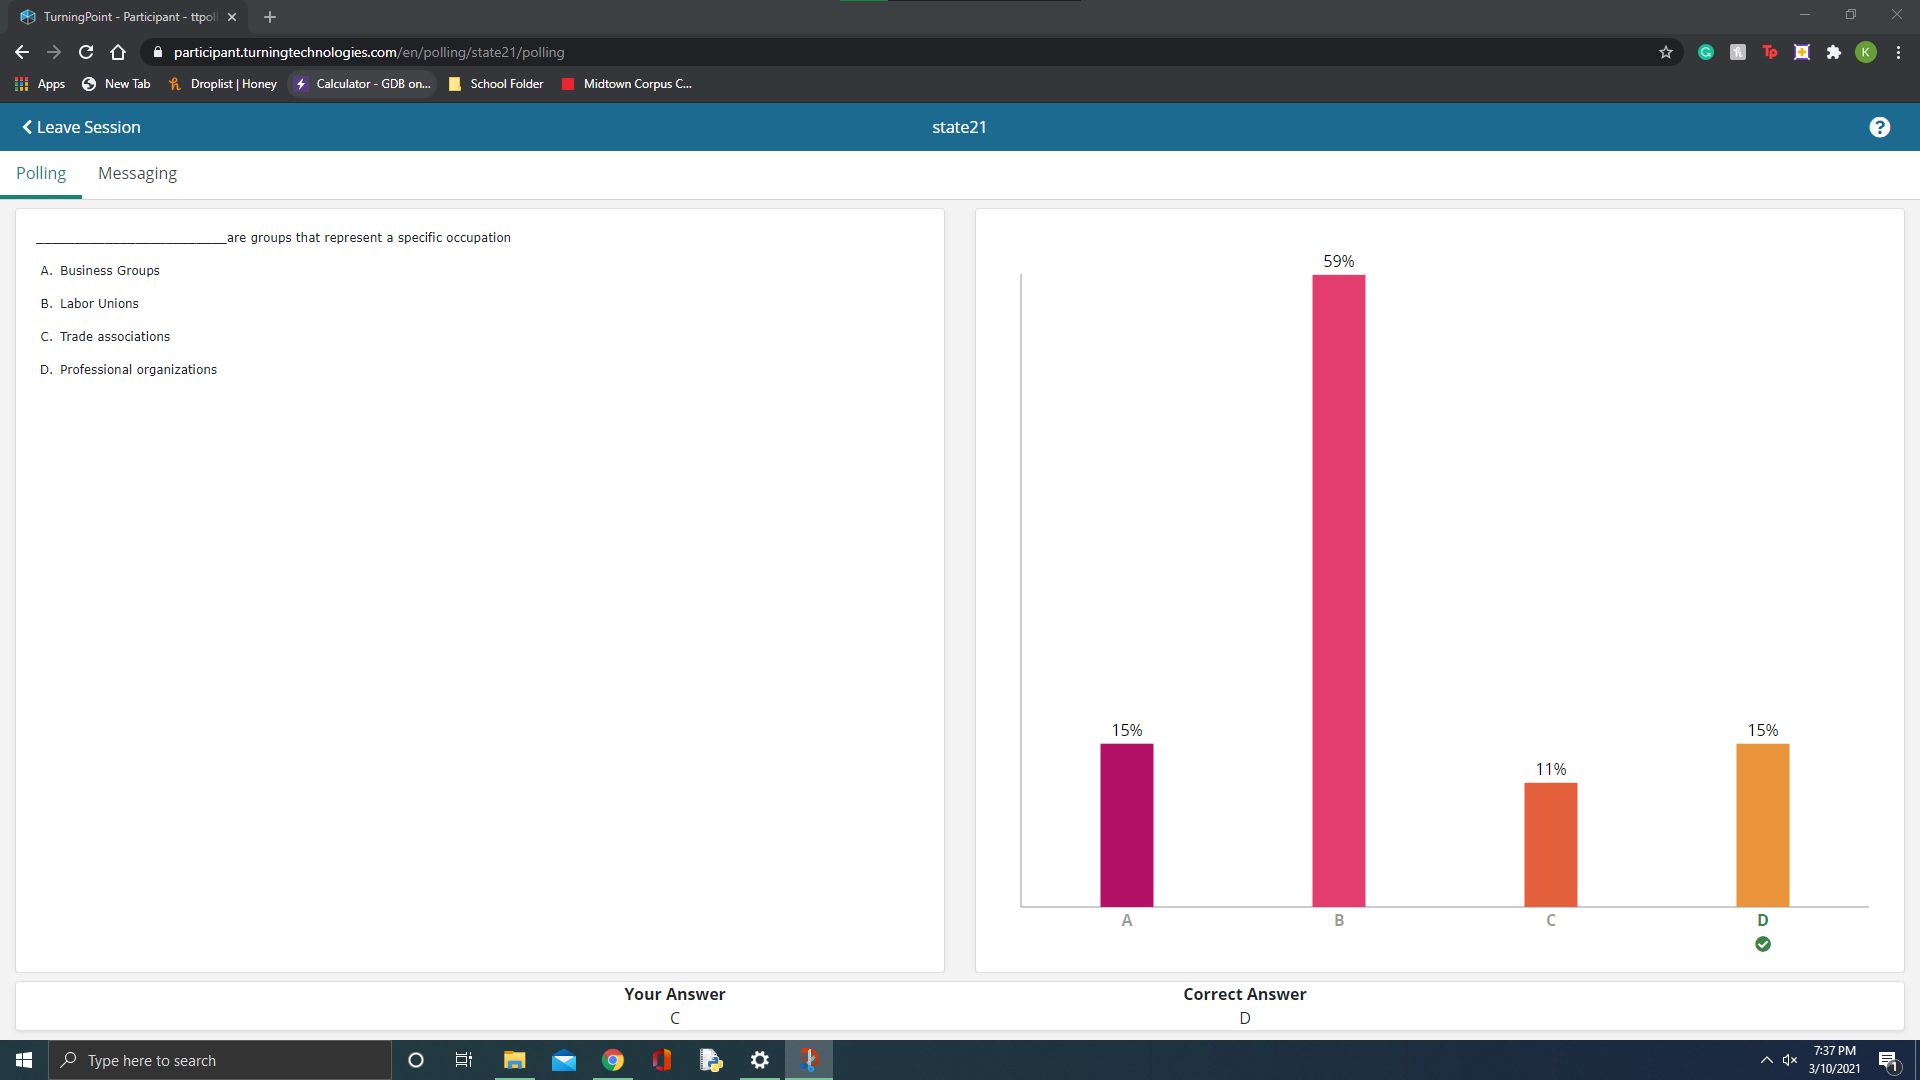 TurningPoint - Participant - ttpoll
participant.turningtechnologies.com/en/polling/state21/polling
Apps New Tab Droplist | Honey Calculator - GDB on... School Folder Midtown Corpus C...
Leave Session state21 ?
Polling Messaging
_________________________are groups that represent a specific occupation
A. Business Groups
B. Labor Unions
C. Trade associations
D. Professional organizations
59%
15% 15%
11%
A B C D
Your Answer Correct Answer
C D
Type here to search
7:37 PM
3/10/2021
1